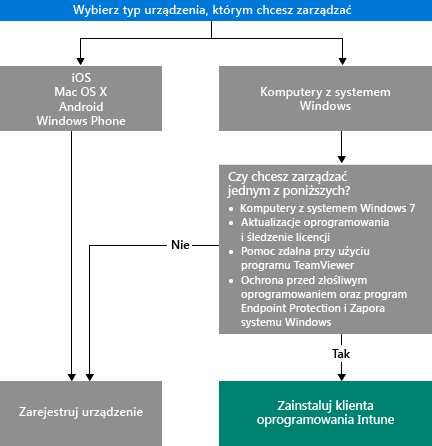 Wybierz typ urządzenia, którym chcesz zarządzać
iOS
Mac OS X
Android
Windows Phone
Komputery z systemem
Windows
Czy chcesz zarządzać
jednym z poniższych?
• Komputery z systemem Windows 7
• Aktualizacje oprogramowania
i śledzenie licencji
• Pomoc zdalna przy użyciu
programu TeamViewer
• Ochrona przed złośliwym
oprogramowaniem oraz program
Endpoint Protection i Zapora
systemu Windows
Nie
Tak
Zarejestruj urządzenie
Zainstaluj klienta
oprogramowania Intune